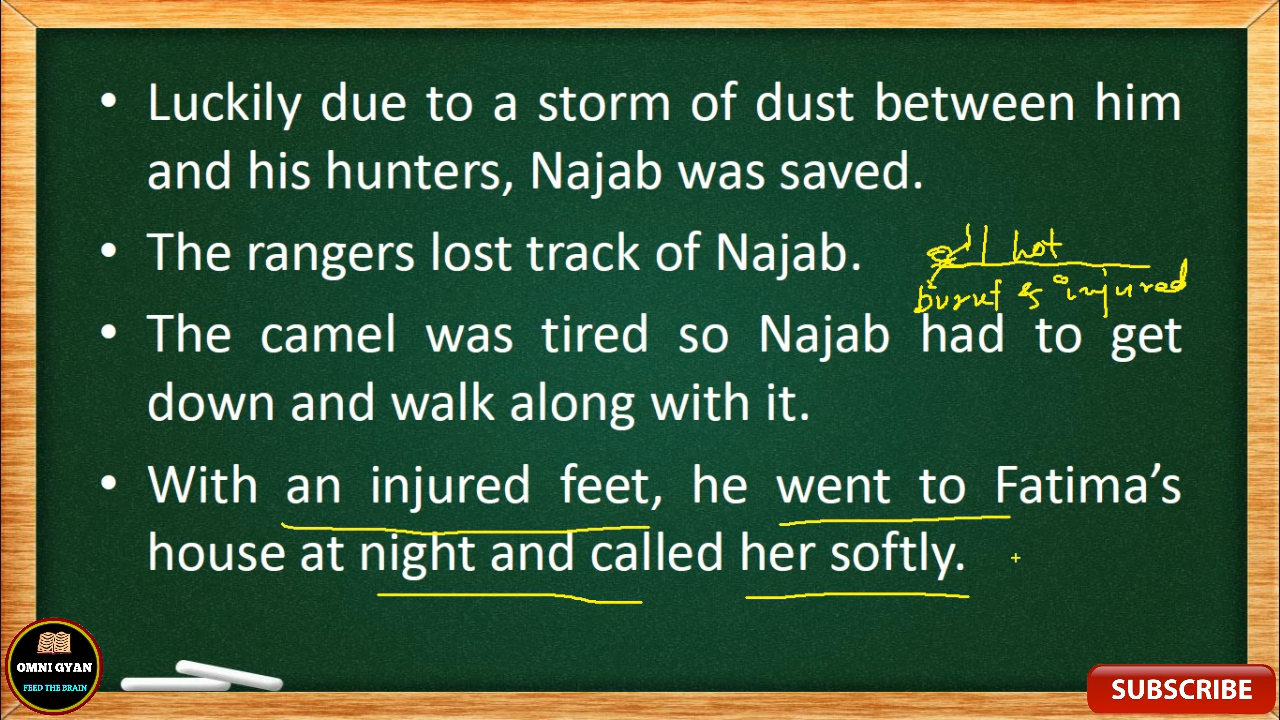 • Luckily due to a storm of dust between him
and his hunters, Najab was saved.
• The rangers lost track of Najab.
hot
burnt & injured
• The camel was tired so Najab had to get
down and walk along with it.
• With an injured feet, he went to Fatima’s
house at night and called her softly.
OMNI GYAN
FEED THE BRAIN
SUBSCRIBE